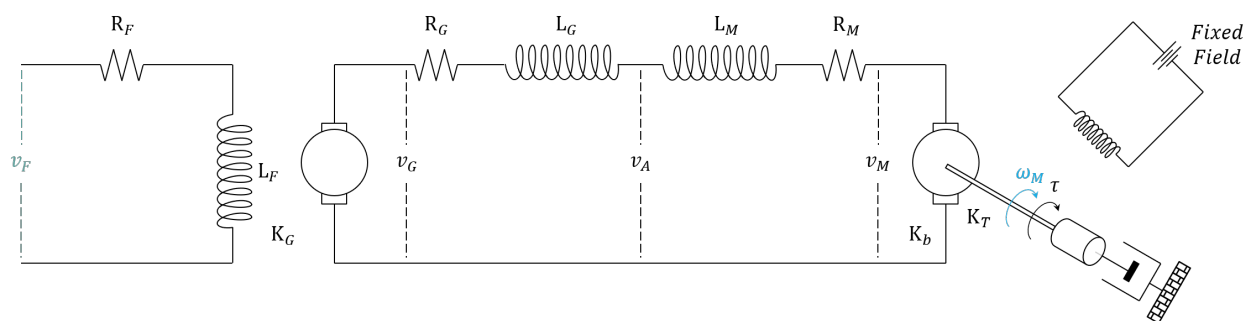 R_F
R_G
L_G
L_M
R_M
Fixed
Field
v_F
L_F
v_G
v_A
v_M
ω_M
τ
K_G
K_b
K_T